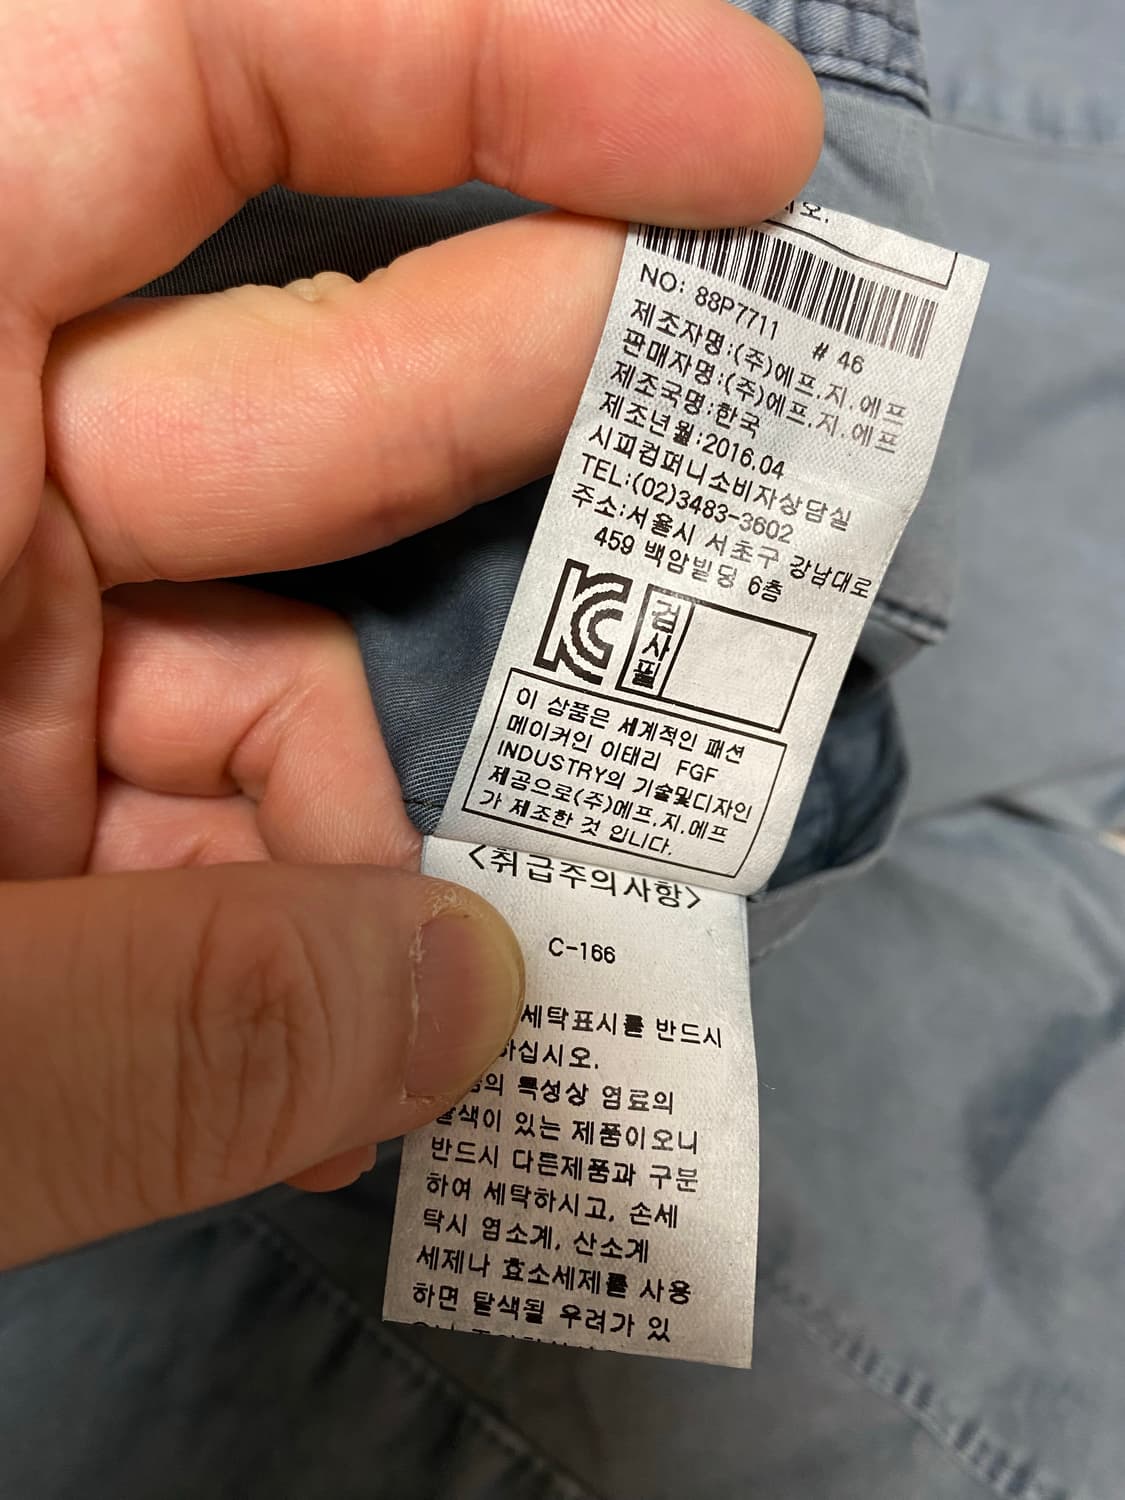 시오.
NO: 88P7711 # 46
제조자명:(주)에프.지.에프
판매자명:(주)에프.지.에프
제조국명:한국
제조년월:2016.04
시피컴퍼니소비자상담실
TEL:(02)3483-3602
주소:서울시 서초구 강남대로
459 백암빌딩 6층
KC
검사필
이 상품은 세계적인 패션
메이커인 이태리 FGF
INDUSTRY의 기술및디자인
제공으로(주)에프.지.에프
가 제조한 것 입니다.
<취급주의사항>
C-166
세탁표시를 반드시
하십시오.
의 특성상 염료의
탈색이 있는 제품이오니
반드시 다른제품과 구분
하여 세탁하시고, 손세
탁시 염소계, 산소계
세제나 효소세제를 사용
하면 탈색될 우려가 있